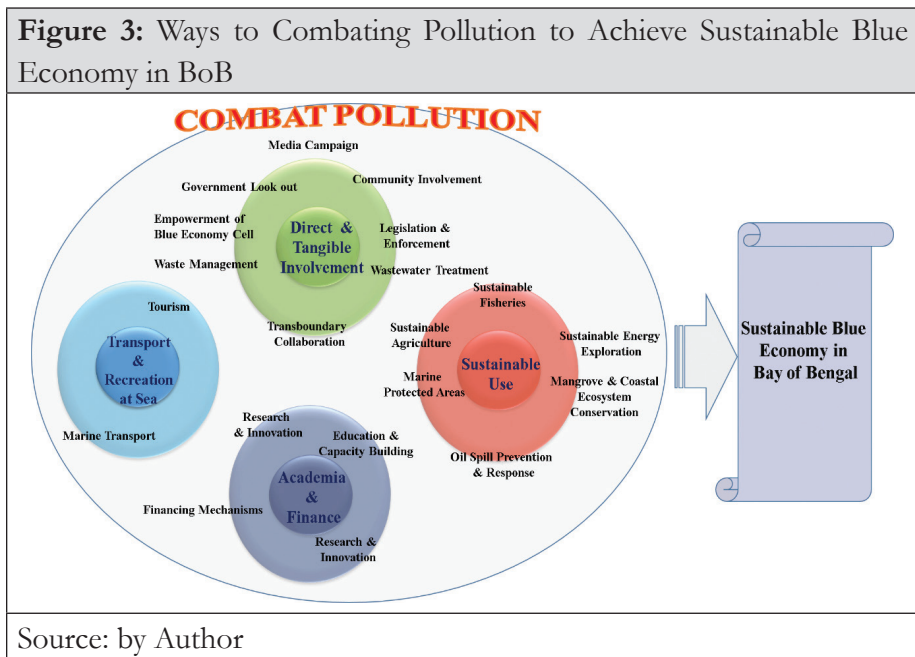 Figure 3: Ways to Combating Pollution to Achieve Sustainable Blue
Economy in BoB
COMBAT POLLUTION
Media Campaign
Government Look out
Community Involvement
Empowerment of
Blue Economy Cell
Direct &
Tangible
Involvement
Legislation &
Enforcement
Waste Management
Wastewater Treatment
Transboundary
Collaboration
Tourism
Transport
&
Recreation
at Sea
Marine Transport
Sustainable
Fisheries
Sustainable
Agriculture
Sustainable Energy
Exploration
Sustainable
Use
Marine
Protected Areas
Mangrove & Coastal
Ecosystem
Conservation
Oil Spill Prevention
& Response
Research
& Innovation
Education &
Capacity Building
Academia
&
Finance
Financing Mechanisms
Research &
Innovation
Sustainable Blue
Economy in
Bay of Bengal
Source: by Author